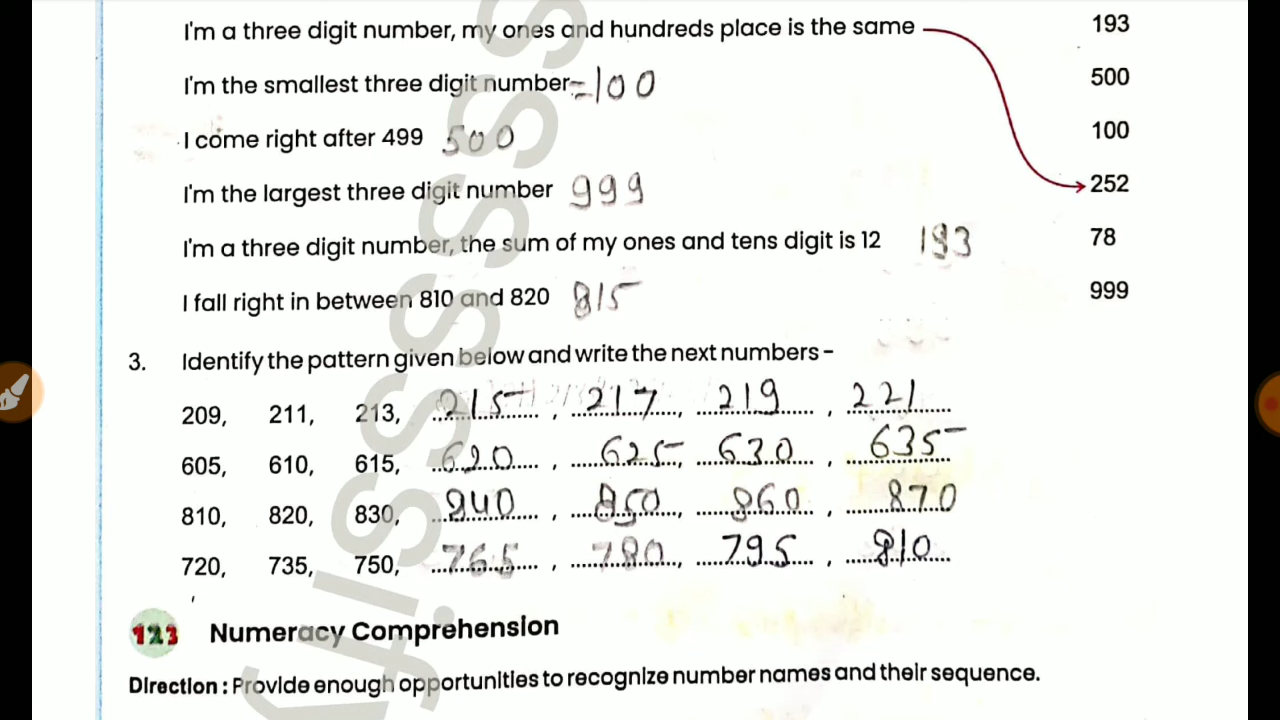 I'm a three digit number, my ones and hundreds place is the same 193
I'm the smallest three digit number =100 500
I come right after 499 500 100
I'm the largest three digit number 999 252
I'm a three digit number, the sum of my ones and tens digit is 12 193 78
I fall right in between 810 and 820 815 999
3. Identify the pattern given below and write the next numbers -
209, 211, 213, 215, 217, 219, 221
605, 610, 615, 620, 625, 630, 635
810, 820, 830, 840, 850, 860, 870
720, 735, 750, 765, 780, 795, 810
123 Numeracy Comprehension
Direction : Provide enough opportunities to recognize number names and their sequence.